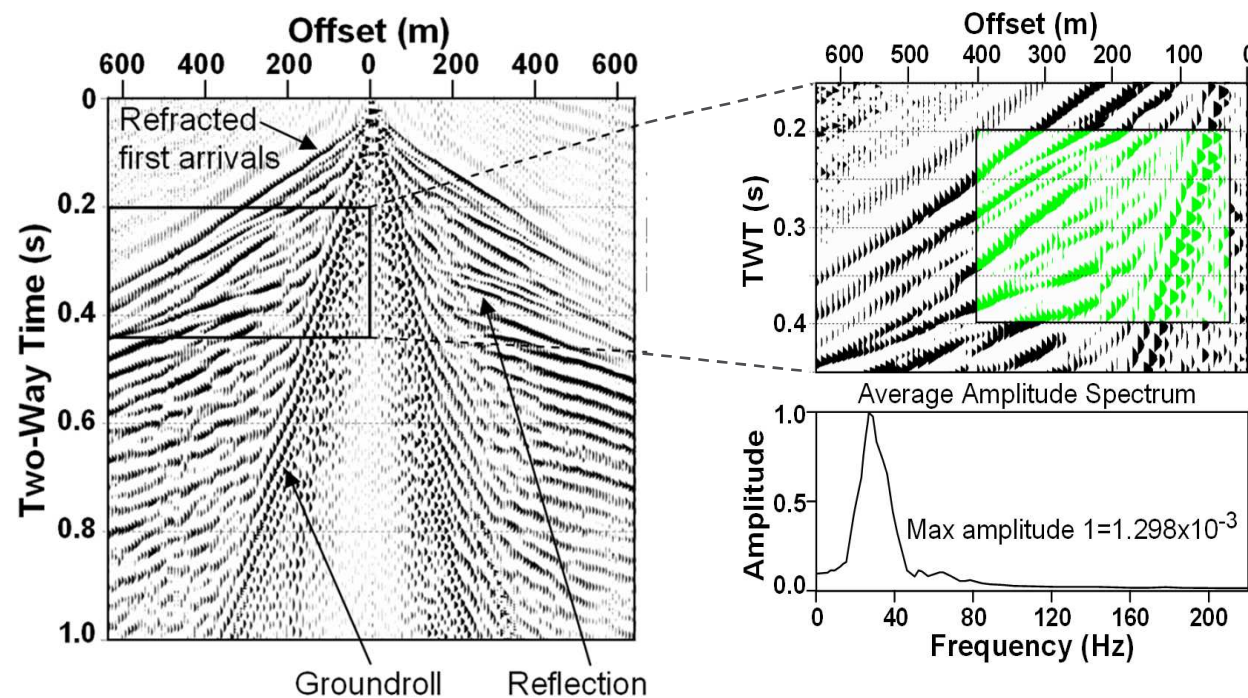 Offset (m)
600 400 200 0 200 400 600
Two-Way Time (s)
0
0.2
0.4
0.6
0.8
1.0
Refracted
first arrivals
Groundroll
Reflection
Offset (m)
600 500 400 300 200 100 0
TWT (s)
0.2
0.3
0.4
Average Amplitude Spectrum
Amplitude
1.0
0.5
0.0
Max amplitude 1=1.298x10-3
0 40 80 120 160 200
Frequency (Hz)